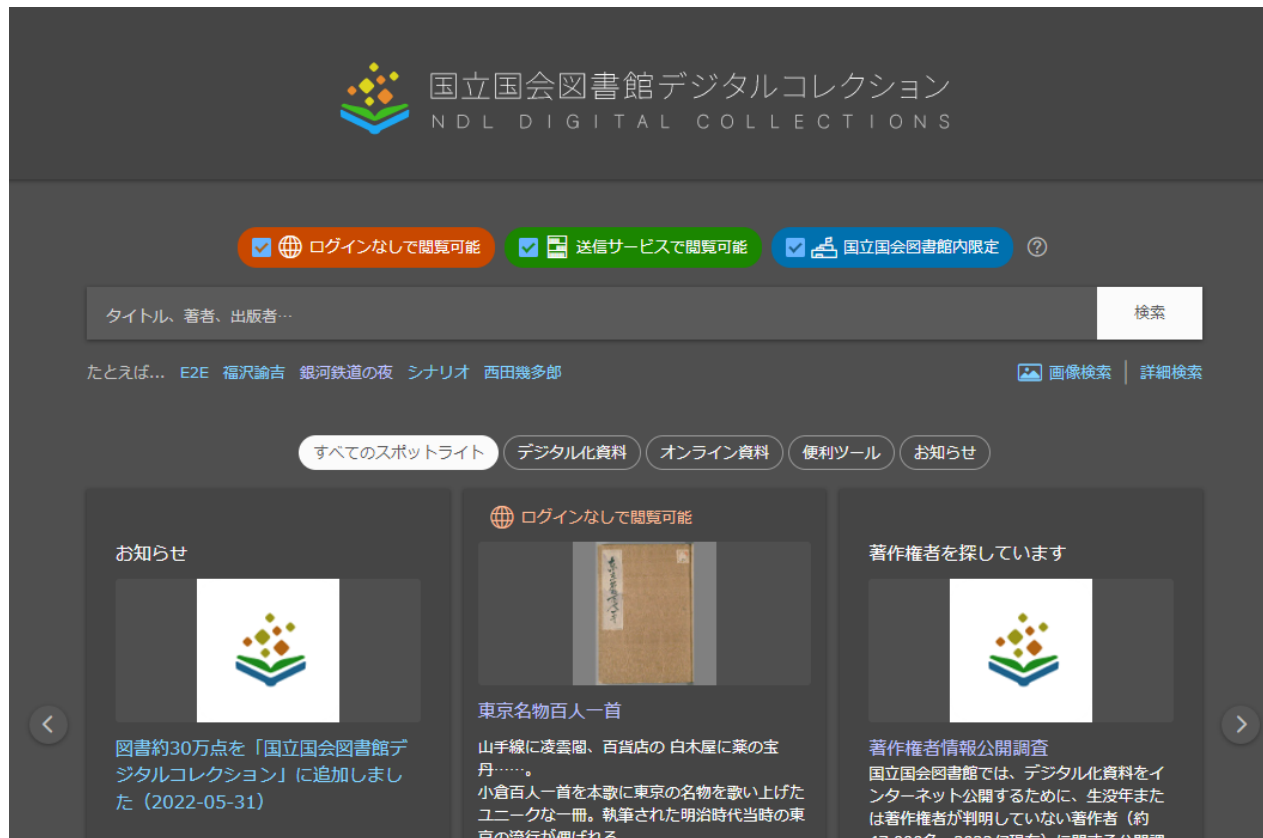 国立国会図書館デジタルコレクション
NDL DIGITAL COLLECTIONS
ログインなしで閲覧可能 送信サービスで閲覧可能 国立国会図書館内限定 ?
タイトル、著者、出版者… 検索
たとえば... E2E 福沢諭吉 銀河鉄道の夜 シナリオ 西田幾多郎 画像検索 詳細検索
すべてのスポットライト デジタル化資料 オンライン資料 便利ツール お知らせ
お知らせ
図書約30万点を「国立国会図書館デ
ジタルコレクション」に追加しまし
た（2022-05-31）
ログインなしで閲覧可能
東京名物百人一首
山手線に凌雲閣、百貨店の 白木屋に薬の宝
丹……。
小倉百人一首を本歌に東京の名物を歌い上げた
ユニークな一冊。執筆された明治時代当時の東
京の流行が偲ばれる
著作権者を探しています
著作権者情報公開調査
国立国会図書館では、デジタル化資料をイ
ンターネット公開するために、生没年また
は著作権者が判明していない著作者（約